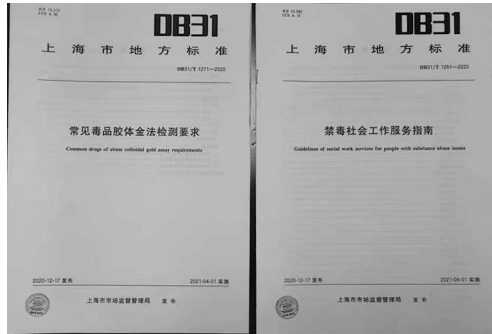 DB31
上海市地方标准
DB31/T 1271—2020
常见毒品胶体金法检测要求
Common drugs of abuse colloidal gold assay requirements
2020-12-17 发布
2021-04-01 实施
上海市市场监督管理局 发布
DB31
上海市地方标准
DB31/T 1261—2020
禁毒社会工作服务指南
Guidelines of social work services for people with substance abuse issues
2020-12-17 发布
2021-04-01 实施
上海市市场监督管理局 发布